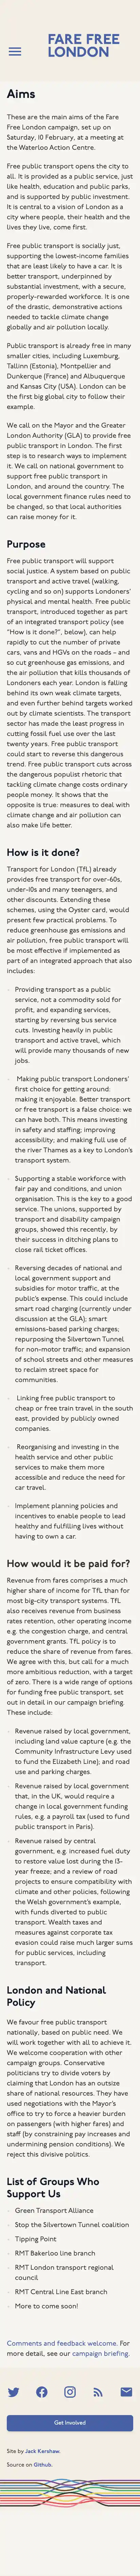 FARE FREE
LONDON
Aims
These are the main aims of the Fare
Free London campaign, set up on
Saturday, 10 February, at a meeting at
the Waterloo Action Centre.
Free public transport opens the city to
all. It is provided as a public service, just
like health, education and public parks,
and is supported by public investment.
It is central to a vision of London as a
city where people, their health and the
lives they live, come first.
Free public transport is socially just,
supporting the lowest-income families
that are least likely to have a car. It is
based on better transport, underpinned by
substantial investment, with a secure,
properly-rewarded workforce. It is one
of the drastic, demonstrative actions
needed to tackle climate change
globally and air pollution locally.
Public transport is already free in many
smaller cities, including Luxemburg,
Tallinn (Estonia), Montpellier and
Dunkerque (France) and Albuquerque
and Kansas City (USA). London can be
the first big global city to follow their
example.
We call on the Mayor and the Greater
London Authority (GLA) to provide free
public transport in London. The first
step is to research ways to implement
it. We call on national government to
support free public transport in
London, and around the country. The
local government finance rules need to
be changed, so that local authorities
can raise money for it.
Purpose
Free public transport will support
social justice. A system based on public
transport and active travel (walking,
cycling and so on) supports Londons'
physical and mental health. Free public
transport, introduced together as part
of an integrated transport policy (see
"How is it done?", below), can help
rapidly to cut the number of private
cars, vans and HGVs on the roads – and
so cut greenhouse gas emissions, and
the air pollution that kills thousands of
Londoners each year. London is falling
behind its own weak climate targets,
and even further behind targets worked
out by climate scientists. The transport
sector has made the least progress in
cutting fossil fuel use over the last
twenty years. Free public transport
could start to reverse this dangerous
trend. Free public transport cuts across
the dangerous populist rhetoric that
tackling climate change costs ordinary
people money. It shows that the
opposite is true: measures to deal with
climate change and air pollution can
also make life better.
How is it done?
Transport for London (TfL) already
provides free transport for over-60s,
under-10s and many teenagers, and
other discounts. Extending these
schemes, using the Oyster card, would
present few practical problems. To
reduce greenhouse gas emissions and
air pollution, free public transport will
be most effective if implemented as
part of an integrated approach that also
includes:
Providing transport as a public
service, not a commodity sold for
profit, and expanding services,
starting by reversing bus service
cuts. Investing heavily in public
transport and active travel, which
will provide many thousands of new
jobs.
Making public transport Londoners'
first choice for getting around:
making it enjoyable. Better transport
or free transport is a false choice: we
can have both. This means investing
in safety and staffing; improving
accessibility; and making full use of
the river Thames as a key to London's
transport system.
Supporting a stable workforce with
fair pay and conditions, and union
organisation. This is the key to a good
service. The unions, supported by
transport and disability campaign
groups, showed this recently, by
their success in ditching plans to
close rail ticket offices.
Reversing decades of national and
local government support and
subsidies for motor traffic, at the
public's expense. This could include
smart road charging (currently under
discussion at the GLA); smart
emissions-based parking charges;
repurposing the Silvertown Tunnel
for non-motor traffic; and expansion
of school streets and other measures
to reclaim street space for
communities.
Linking free public transport to
cheap or free train travel in the south
east, provided by publicly owned
companies.
Reorganising and investing in the
health service and other public
services to make them more
accessible and reduce the need for
car travel.
Implement planning policies and
incentives to enable people to lead
healthy and fulfilling lives without
having to own a car.
How would it be paid for?
Revenue from fares comprises a much
higher share of income for TfL than for
most big-city transport systems. TfL
also receives revenue from business
rates retention, other operating income
e.g. the congestion charge, and central
government grants. TfL policy is to
reduce the share of revenue from fares.
We agree with this, but call for a much
more ambitious reduction, with a target
of zero. There is a wide range of options
for funding free public transport, set
out in detail in our campaign briefing.
These include:
Revenue raised by local government,
including land value capture (e.g. the
Community Infrastructure Levy used
to fund the Elizabeth Line); and road
use and parking charges.
Revenue raised by local government
that, in the UK, would require a
change in local government funding
rules, e.g. a payroll tax (used to fund
public transport in Paris).
Revenue raised by central
government, e.g. increased fuel duty
to restore value lost during the 13-
year freeze; and a review of road
projects to ensure compatibility with
climate and other policies, following
the Welsh government's example,
with funds diverted to public
transport. Wealth taxes and
measures against corporate tax
evasion could raise much larger sums
for public services, including
transport.
London and National
Policy
We favour free public transport
nationally, based on public need. We
will work together with all to achieve it.
We welcome cooperation with other
campaign groups. Conservative
politicians try to divide voters by
claiming that London has an outsize
share of national resources. They have
used negotiations with the Mayor's
office to try to force a heavier burden
on passengers (with higher fares) and
staff (by constraining pay increases and
undermining pension conditions). We
reject this divisive politics.
List of Groups Who
Support Us
Green Transport Alliance
Stop the Silvertown Tunnel coalition
Tipping Point
RMT Bakerloo line branch
RMT London transport regional
council
RMT Central Line East branch
More to come soon!
Comments and feedback welcome. For
more detail, see our campaign briefing.
Get Involved
Site by Jack Kershaw.
Source on Github.